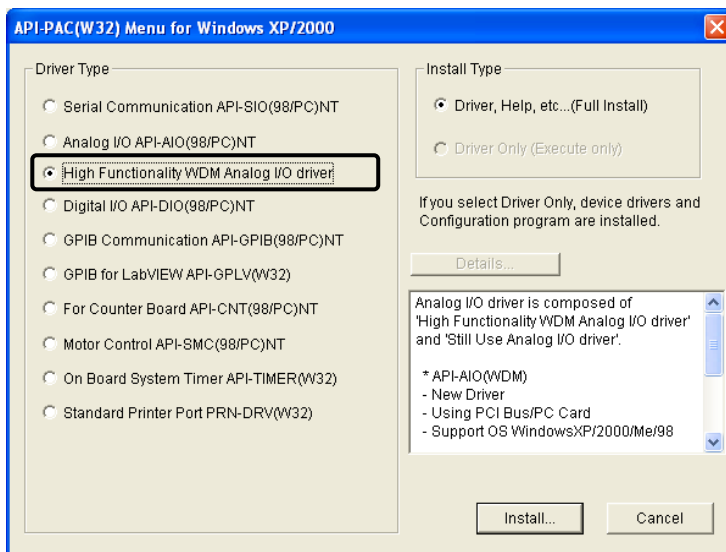 API-PAC(W32) Menu for Windows XP/2000
Driver Type
Serial Communication API-SIO(98/PC)NT
Analog I/O API-AIO(98/PC)NT
High Functionality WDM Analog I/O driver
Digital I/O API-DIO(98/PC)NT
GPIB Communication API-GPIB(98/PC)NT
GPIB for LabVIEW API-GPLV(W32)
For Counter Board API-CNT(98/PC)NT
Motor Control API-SMC(98/PC)NT
On Board System Timer API-TIMER(W32)
Standard Printer Port PRN-DRV(W32)
Install Type
Driver, Help, etc...(Full Install)
Driver Only (Execute only)
If you select Driver Only, device drivers and
Configuration program are installed.
Details...
Analog I/O driver is composed of
'High Functionality WDM Analog I/O driver'
and 'Still Use Analog I/O driver'.
* API-AIO(WDM)
- New Driver
- Using PCI Bus/PC Card
- Support OS WindowsXP/2000/Me/98
Install...
Cancel